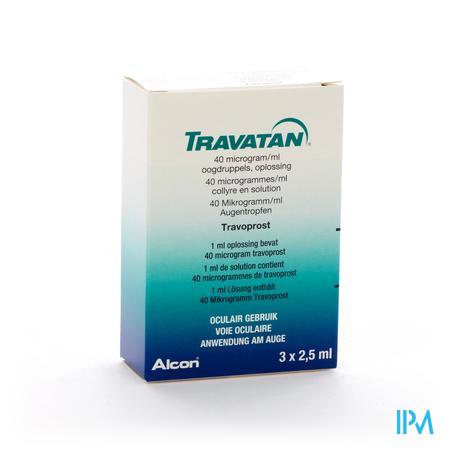 TRAVATAN®
40 microgram/ml
oogdruppels, oplossing
40 microgrammes/ml
collyre en solution
40 Mikrogramm/ml
Augentropfen
Travoprost
1 ml oplossing bevat
40 microgram travoprost
1 ml de solution contient
40 microgrammes de travoprost
1 ml Lösung enthält
40 Mikrogramm Travoprost
OCULAIR GEBRUIK
VOIE OCULAIRE
ANWENDUNG AM AUGE
Alcon®
3 x 2,5 ml
IPM